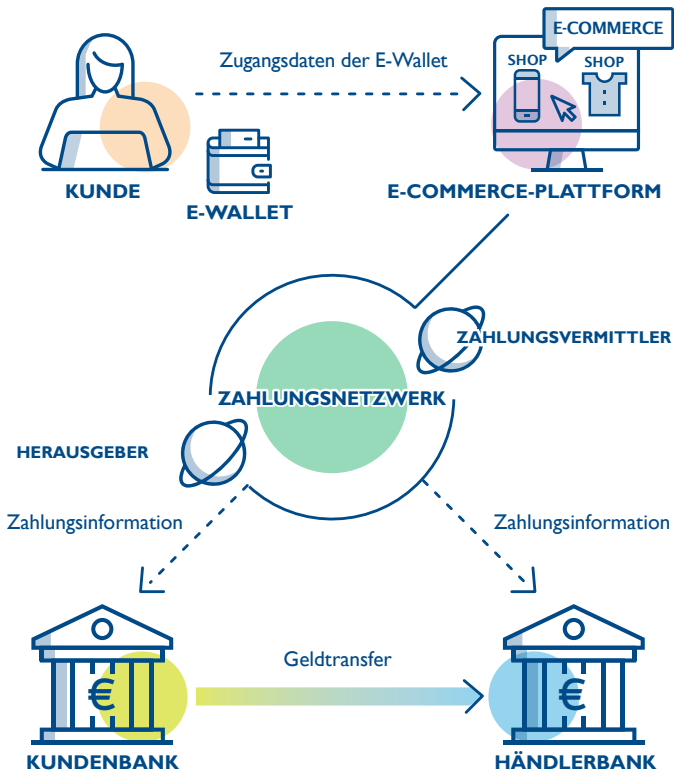 E-COMMERCE
Zugangsdaten der E-Wallet
SHOP
SHOP
KUNDE
E-WALLET
E-COMMERCE-PLATTFORM
ZAHLUNGSVERMITTLER
ZAHLUNGSNETZWERK
HERAUSGEBER
Zahlungsinformation
Zahlungsinformation
Geldtransfer
€
€
KUNDENBANK
HÄNDLERBANK